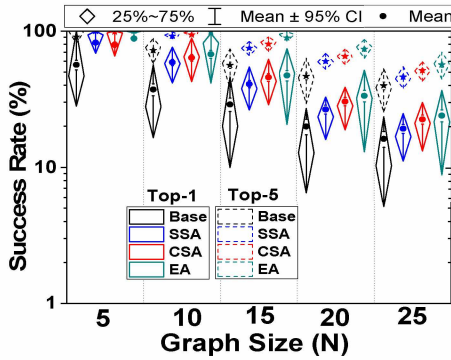 25%~75% Mean ± 95% CI Mean
Success Rate (%)
100
10
1
Top-1 Top-5
Base Base
SSA SSA
CSA CSA
EA EA
5 10 15 20 25
Graph Size (N)